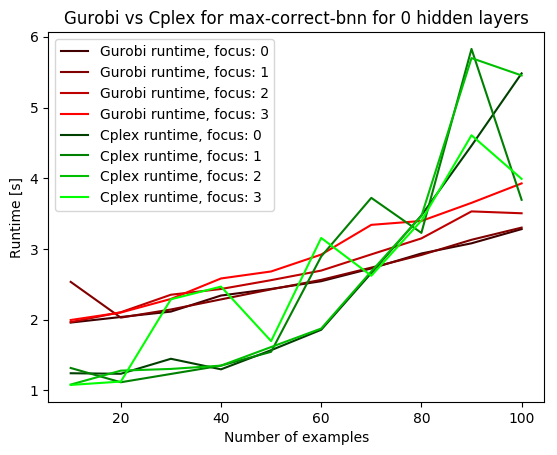 Gurobi vs Cplex for max-correct-bnn for 0 hidden layers
Gurobi runtime, focus: 0
Gurobi runtime, focus: 1
Gurobi runtime, focus: 2
Gurobi runtime, focus: 3
Cplex runtime, focus: 0
Cplex runtime, focus: 1
Cplex runtime, focus: 2
Cplex runtime, focus: 3
Runtime [s]
6
5
4
3
2
1
20 40 60 80 100
Number of examples